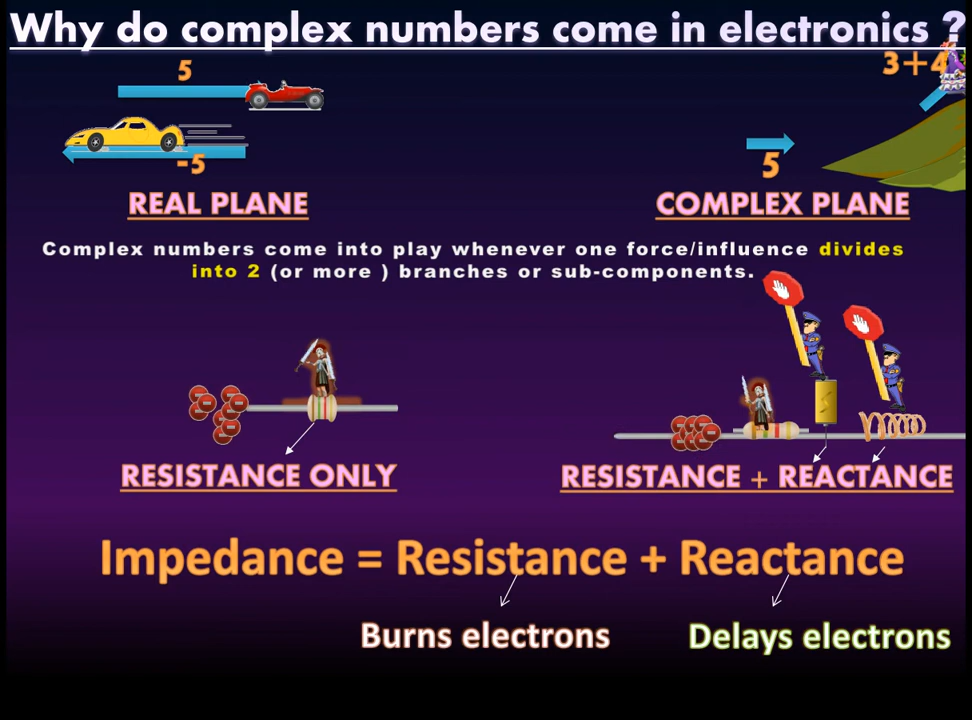 Why do complex numbers come in electronics ?
5
3+4
-5
5
REAL PLANE
COMPLEX PLANE
Complex numbers come into play whenever one force/influence divides
into 2 (or more ) branches or sub-components.
RESISTANCE ONLY
RESISTANCE + REACTANCE
Impedance = Resistance + Reactance
Burns electrons
Delays electrons